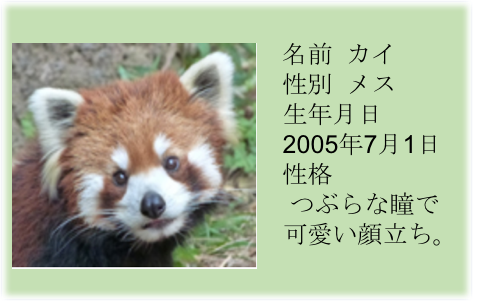 名前 カイ
性別 メス
生年月日
2005年7月1日
性格
つぶらな瞳で
可愛い顔立ち。